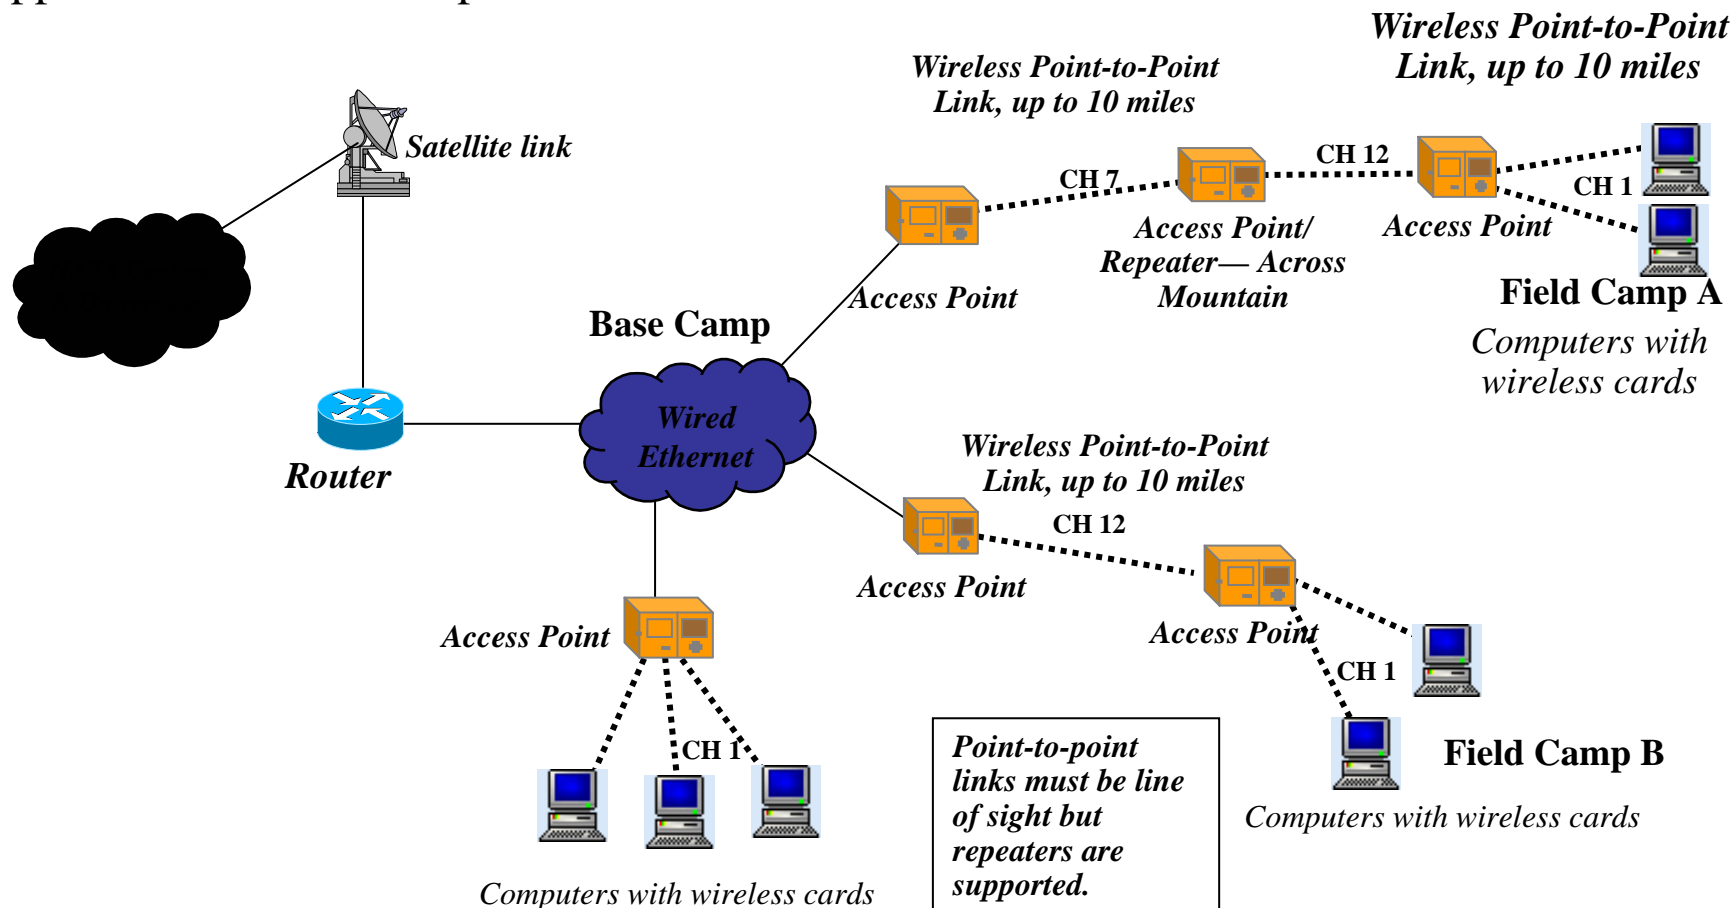 Wireless Point-to-Point
Link, up to 10 miles
Wireless Point-to-Point
Link, up to 10 miles
Satellite link
CH 7
CH 12
CH 1
Access Point/
Repeater— Across
Mountain
Access Point
Access Point
Field Camp A
Computers with
wireless cards
Base Camp
Wired
Ethernet
Router
Wireless Point-to-Point
Link, up to 10 miles
CH 12
Access Point
Access Point
CH 1
Field Camp B
Computers with wireless cards
Access Point
CH 1
Computers with wireless cards
Point-to-point
links must be line
of sight but
repeaters are
supported.